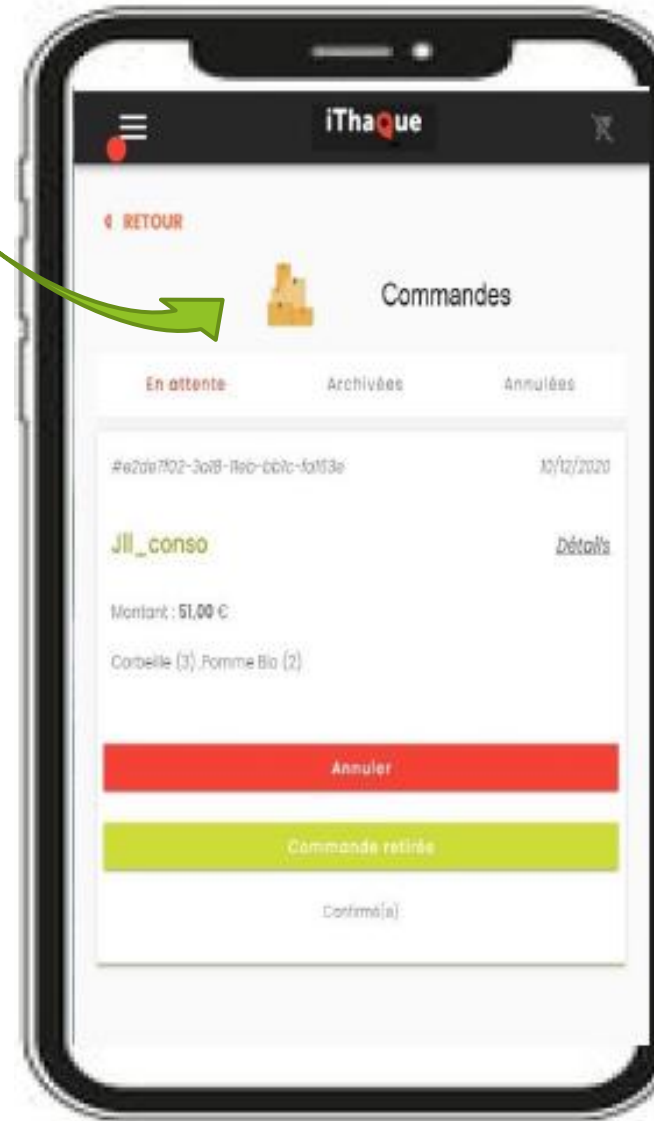 iThaque
RETOUR
Commandes
En attente Archivées Annulées
10/12/2020
Jll_conso Détails
Montant : 51,00 €
Corbeille (3) ,Pomme Bio (2)
Annuler
Commande retirée
Confirmé(e)